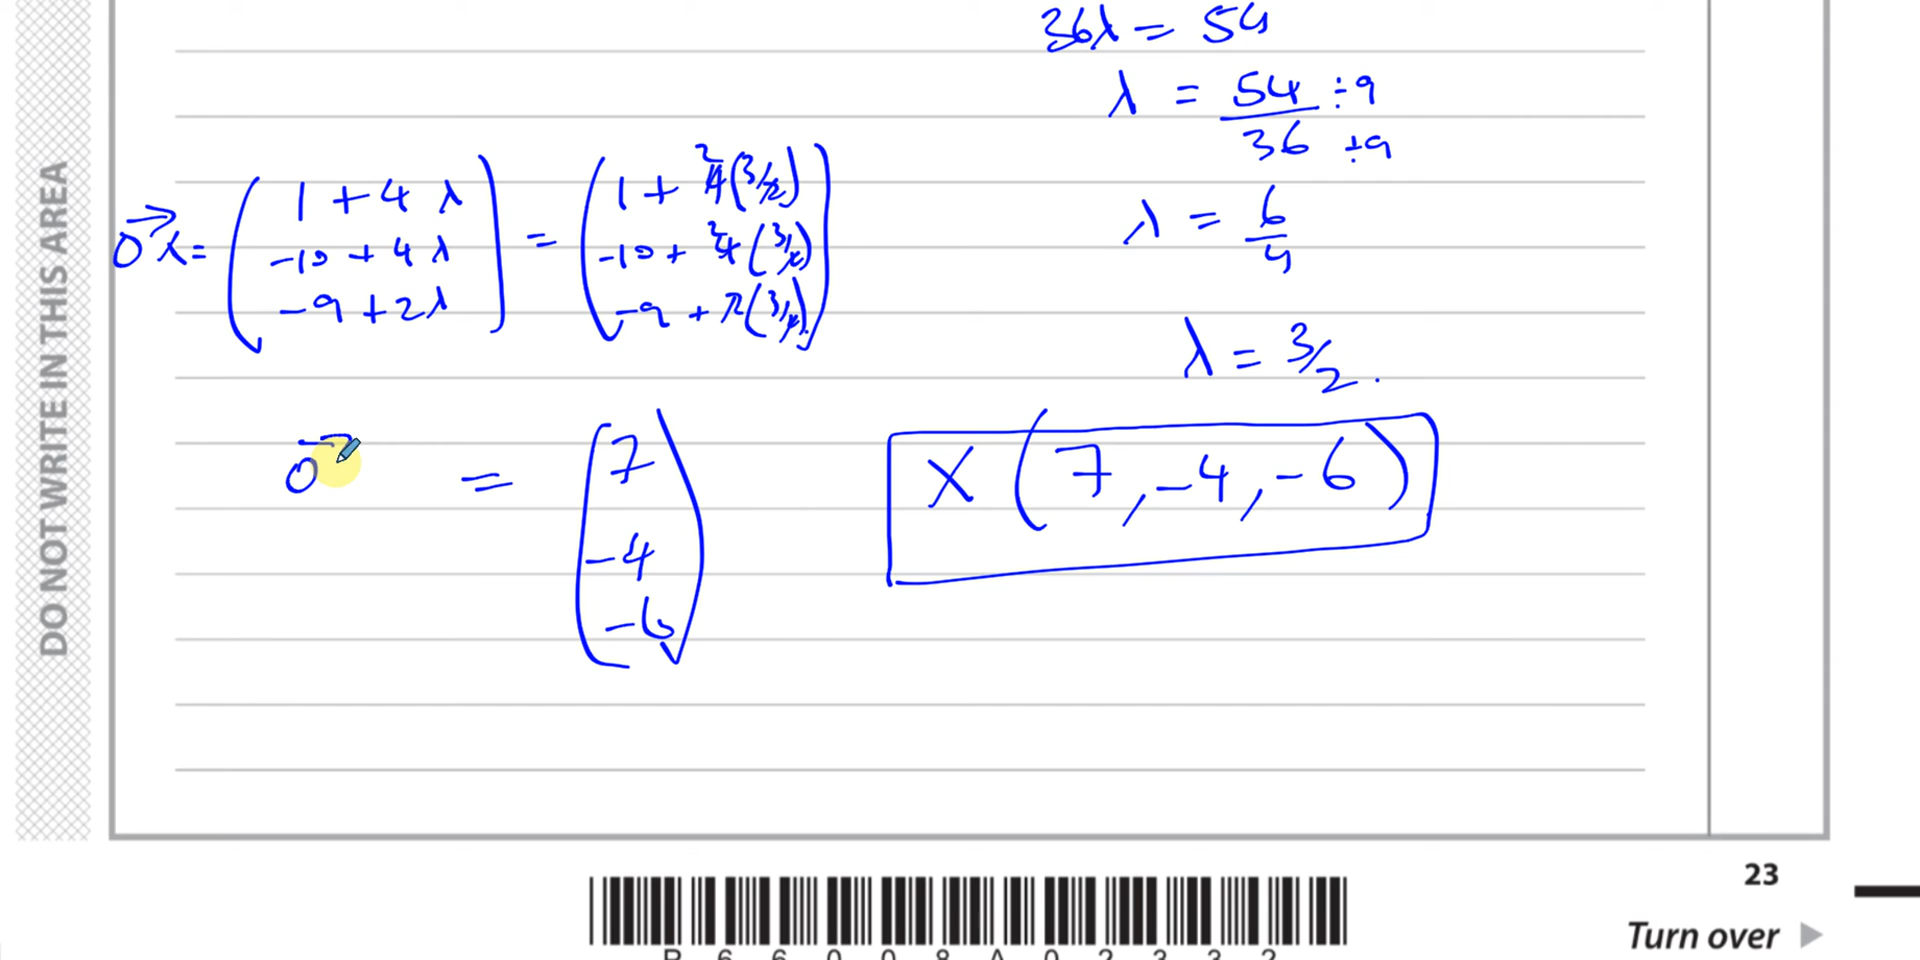 36λ = 54
λ = 54 ÷9
36 ÷9
λ = 6/4
λ = 3/2.
OX = ( 1 + 4λ ) = ( 1 + 4(3/2) )
-10 + 4λ -10 + 4(3/2)
-9 + 2λ -9 + 2(3/2)
O = ( 7
-4
-6 )
X ( 7, -4, -6 )
DO NOT WRITE IN THIS AREA
23
Turn over